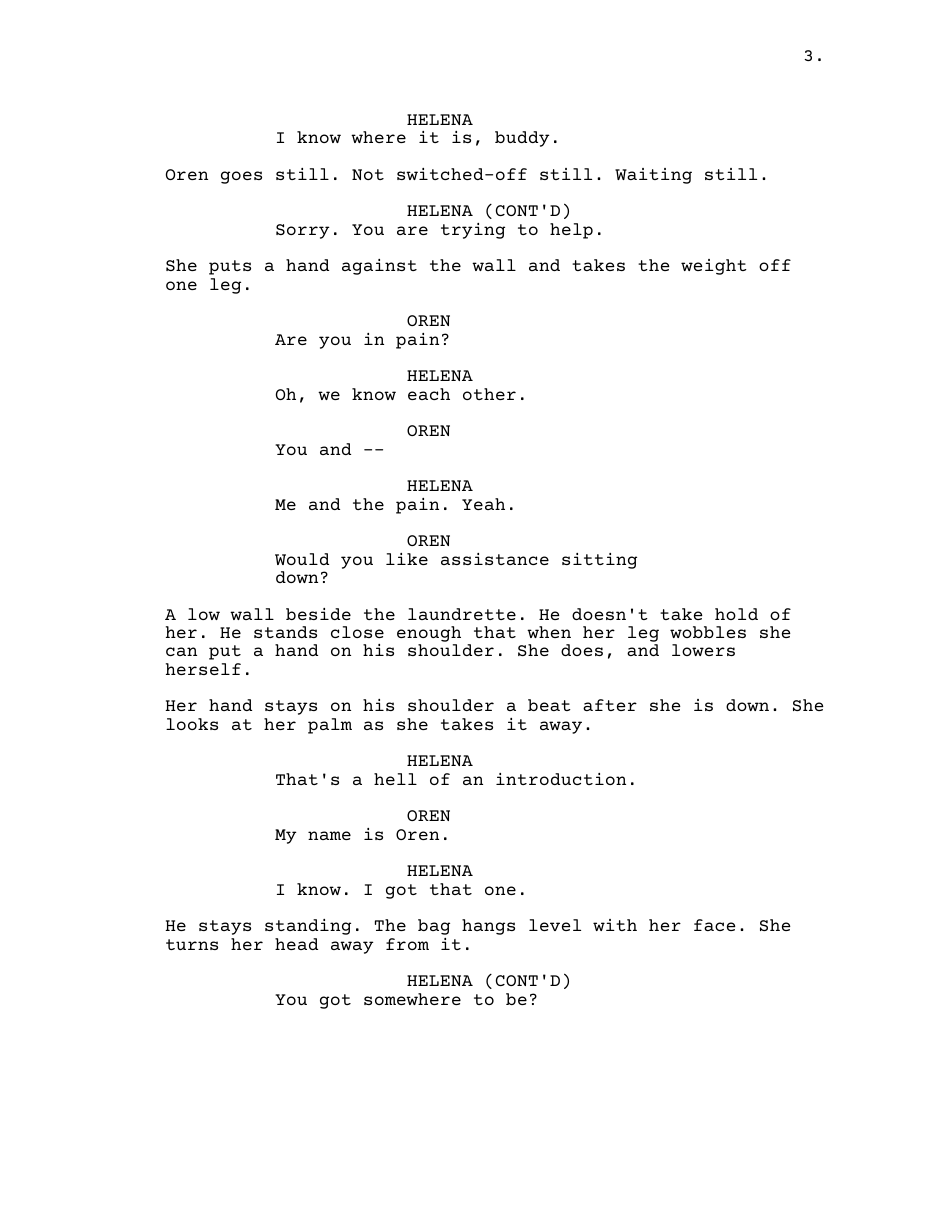 3.
HELENA
I know where it is, buddy.
Oren goes still. Not switched-off still. Waiting still.
HELENA (CONT'D)
Sorry. You are trying to help.
She puts a hand against the wall and takes the weight off
one leg.
OREN
Are you in pain?
HELENA
Oh, we know each other.
OREN
You and --
HELENA
Me and the pain. Yeah.
OREN
Would you like assistance sitting
down?
A low wall beside the laundrette. He doesn't take hold of
her. He stands close enough that when her leg wobbles she
can put a hand on his shoulder. She does, and lowers
herself.
Her hand stays on his shoulder a beat after she is down. She
looks at her palm as she takes it away.
HELENA
That's a hell of an introduction.
OREN
My name is Oren.
HELENA
I know. I got that one.
He stays standing. The bag hangs level with her face. She
turns her head away from it.
HELENA (CONT'D)
You got somewhere to be?